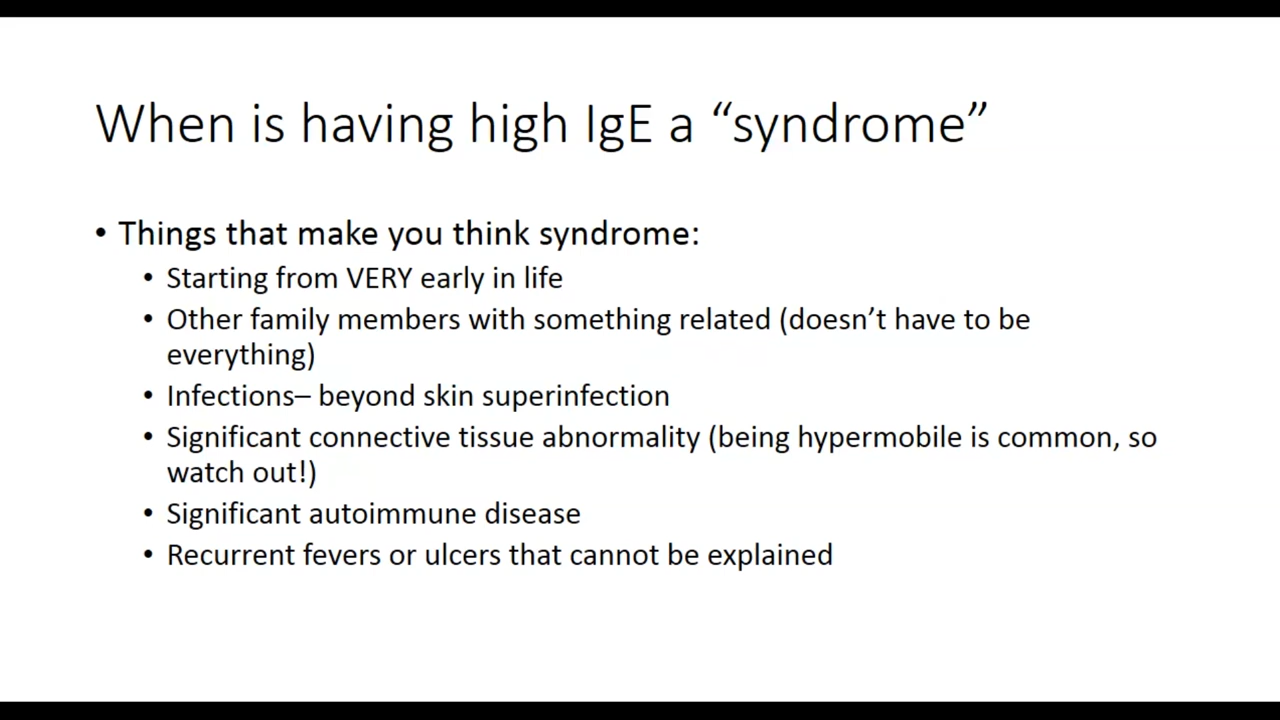 When is having high IgE a “syndrome”
• Things that make you think syndrome:
• Starting from VERY early in life
• Other family members with something related (doesn’t have to be
everything)
• Infections– beyond skin superinfection
• Significant connective tissue abnormality (being hypermobile is common, so
watch out!)
• Significant autoimmune disease
• Recurrent fevers or ulcers that cannot be explained